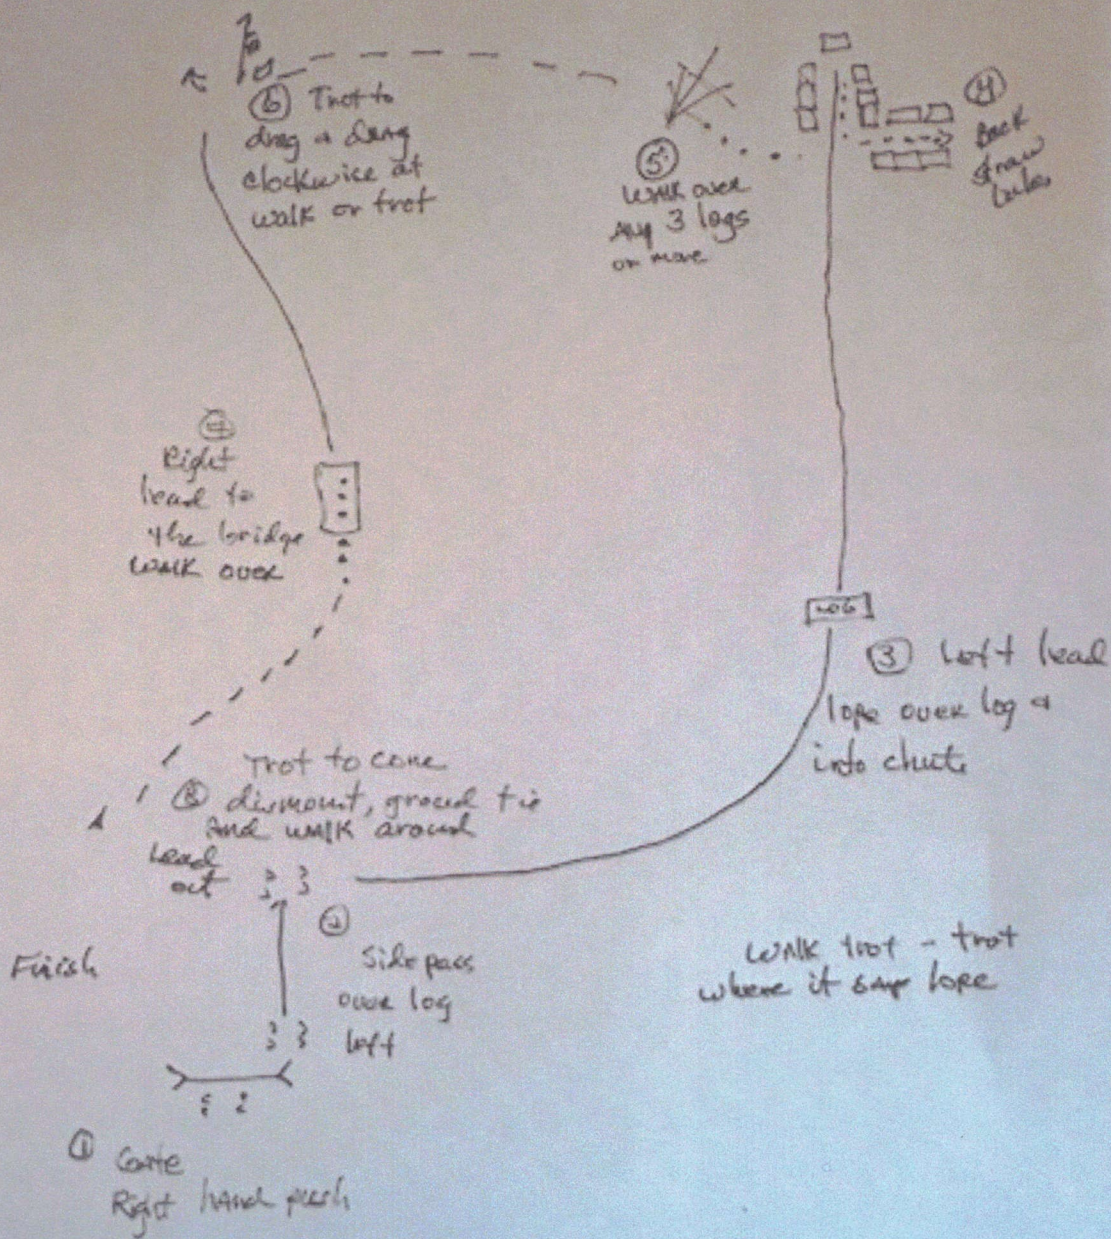 ① Gate
Right hand push
②
Side pass
over log
left
③ Left lead
lope over log &
into chute
④
Back
straw
bales
⑤
Walk over
any 3 logs
or more
⑥ Trot to
drag a drag
clockwise at
walk or trot
Right
lead to
the bridge
walk over
LOG
Trot to cone
⑧ dismount, ground tie
and walk around
Lead
out
Finish
Walk trot - trot
where it says lope